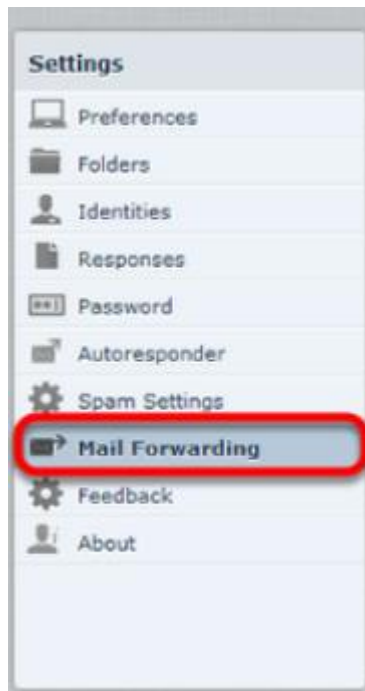 Settings
Preferences
Folders
Identities
Responses
Password
Autoresponder
Spam Settings
Mail Forwarding
Feedback
About